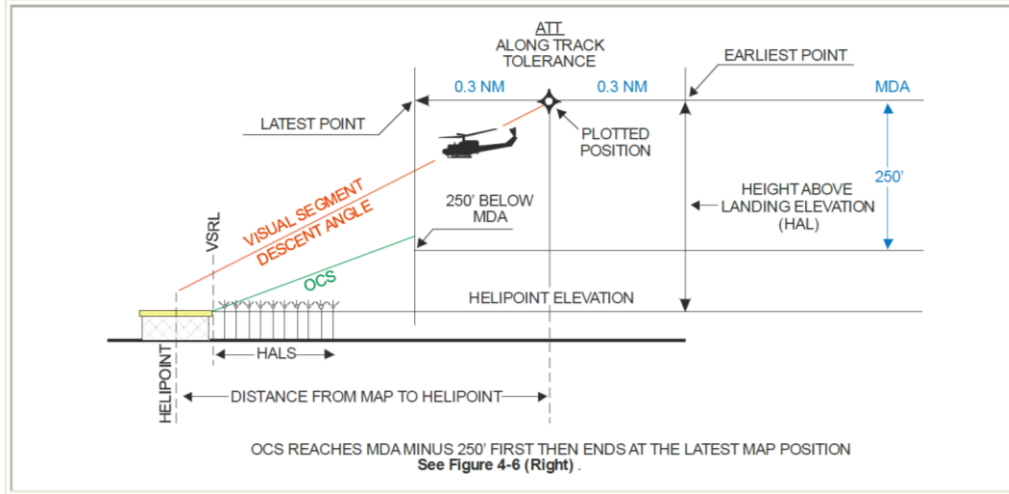 ATT
ALONG TRACK
TOLERANCE
EARLIEST POINT
0.3 NM
0.3 NM
MDA
LATEST POINT
PLOTTED
POSITION
250'
250' BELOW
MDA
HEIGHT ABOVE
LANDING ELEVATION
(HAL)
VISUAL SEGMENT
DESCENT ANGLE
VSRL
OCS
HELIPOINT ELEVATION
HALS
HELIPOINT
DISTANCE FROM MAP TO HELIPOINT
OCS REACHES MDA MINUS 250' FIRST THEN ENDS AT THE LATEST MAP POSITION
See Figure 4-6 (Right) .